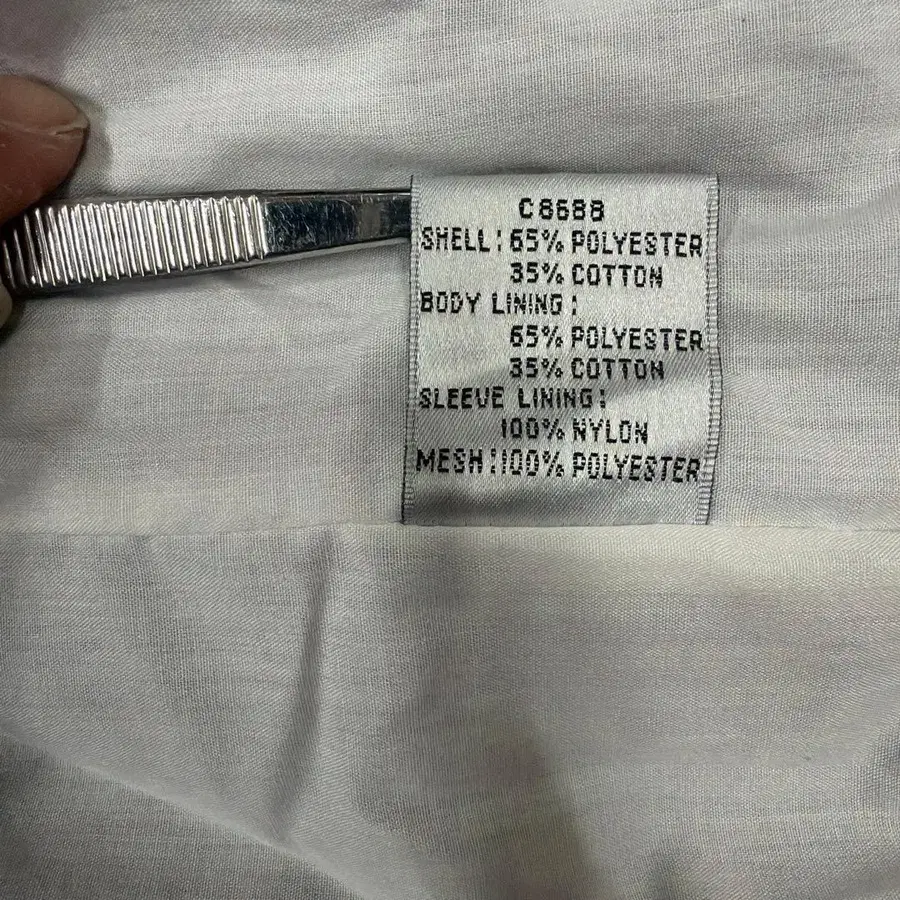 C8688
SHELL: 65% POLYESTER
35% COTTON
BODY LINING:
65% POLYESTER
35% COTTON
SLEEVE LINING:
100% NYLON
MESH: 100% POLYESTER